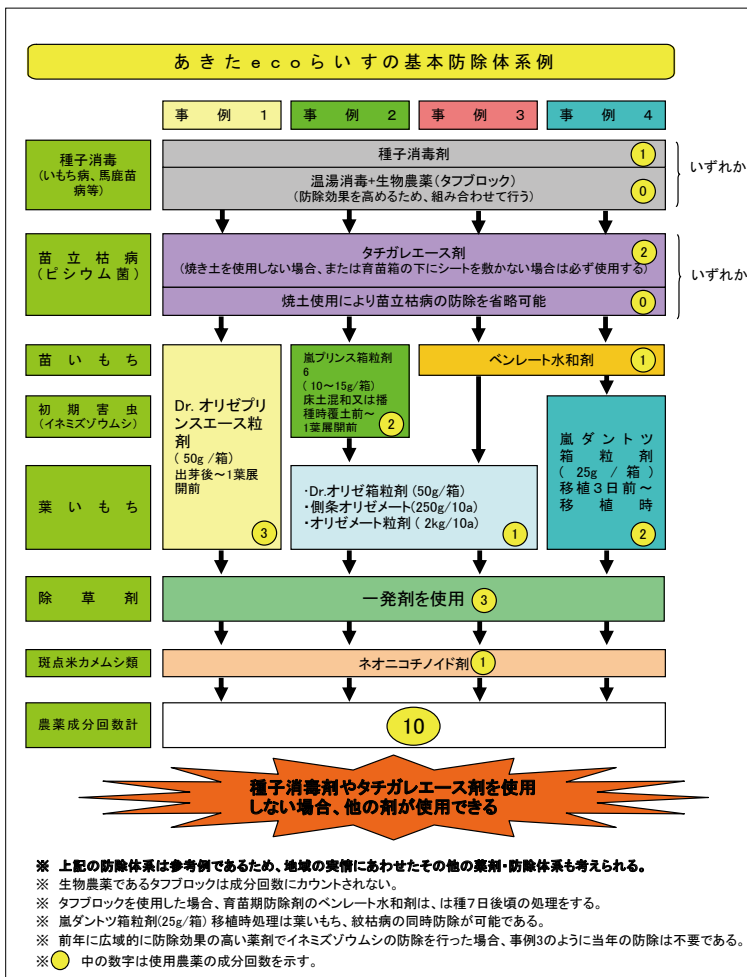 あきたecoらいすの基本防除体系例
事例1
事例2
事例3
事例4
種子消毒
(いもち病、馬鹿苗
病等)
種子消毒剤
1
温湯消毒+生物農薬(タフブロック)
(防除効果を高めるため、組み合わせて行う)
0
いずれか
苗立枯病
(ピシウム菌)
タチガレエース剤
(焼き土を使用しない場合、または育苗箱の下にシートを敷かない場合は必ず使用する)
2
焼土使用により苗立枯病の防除を省略可能
0
いずれか
苗いもち
初期害虫
(イネミズゾウムシ)
葉いもち
Dr.オリゼプリ
ンスエース粒
剤
(50g/箱)
出芽後~1葉展
開前
3
嵐プリンス箱粒剤
6
(10~15g/箱)
床土混和又は播
種時覆土前~
1葉展開前
2
ベンレート水和剤
1
・Dr.オリゼ箱粒剤(50g/箱)
・側条オリゼメート(250g/10a)
・オリゼメート粒剤(2kg/10a)
1
嵐ダントツ
箱粒剤
(25g/箱)
移植3日前~
移植時
2
除草剤
一発剤を使用
3
斑点米カメムシ類
ネオニコチノイド剤
1
農薬成分回数計
10
種子消毒剤やタチガレエース剤を使用
しない場合、他の剤が使用できる
※ 上記の防除体系は参考例であるため、地域の実情にあわせたその他の薬剤・防除体系も考えられる。
※ 生物農薬であるタフブロックは成分回数にカウントされない。
※ タフブロックを使用した場合、育苗期防除剤のベンレート水和剤は、は種7日後頃の処理をする。
※ 嵐ダントツ箱粒剤(25g/箱) 移植時処理は葉いもち、紋枯病の同時防除が可能である。
※ 前年に広域的に防除効果の高い薬剤でイネミズゾウムシの防除を行った場合、事例3のように当年の防除は不要である。
※ 中の数字は使用農薬の成分回数を示す。